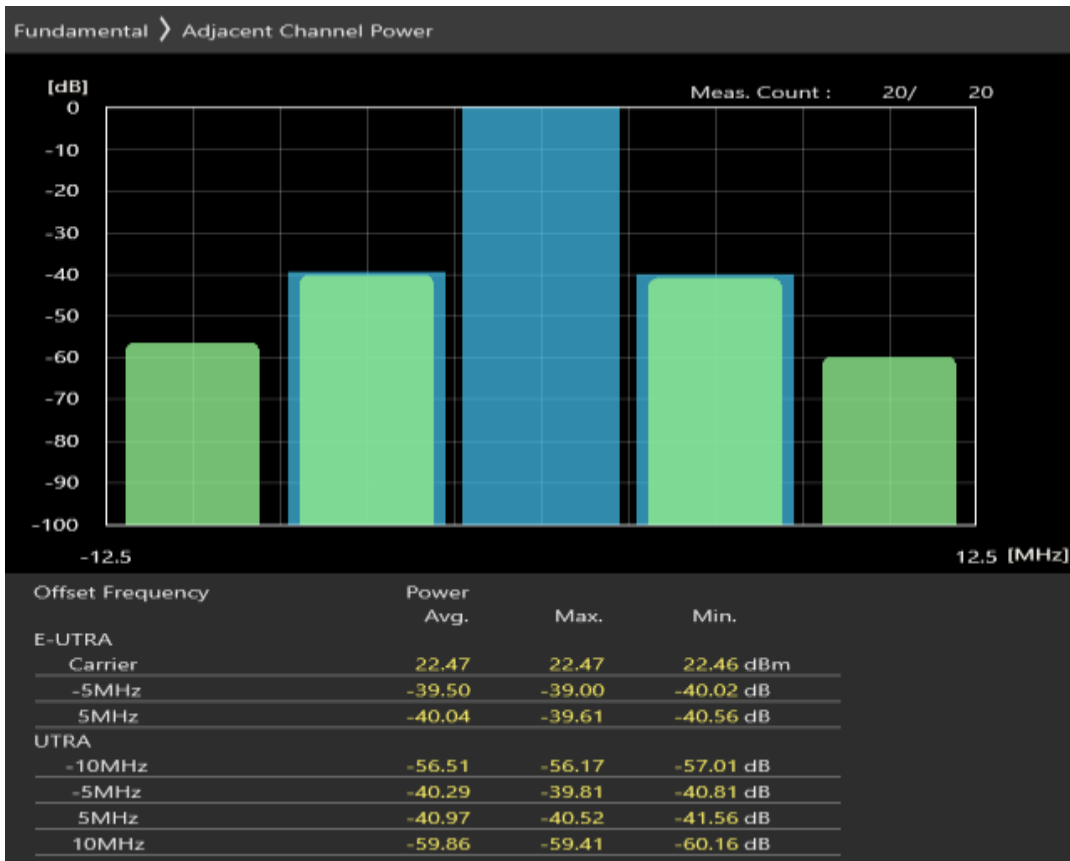 Fundamental ❯ Adjacent Channel Power
[dB]
Meas. Count : 20/ 20
0
-10
-20
-30
-40
-50
-60
-70
-80
-90
-100
-12.5 12.5 [MHz]
Offset Frequency Power
Avg. Max. Min.
E-UTRA
Carrier 22.47 22.47 22.46 dBm
-5MHz -39.50 -39.00 -40.02 dB
5MHz -40.04 -39.61 -40.56 dB
UTRA
-10MHz -56.51 -56.17 -57.01 dB
-5MHz -40.29 -39.81 -40.81 dB
5MHz -40.97 -40.52 -41.56 dB
10MHz -59.86 -59.41 -60.16 dB